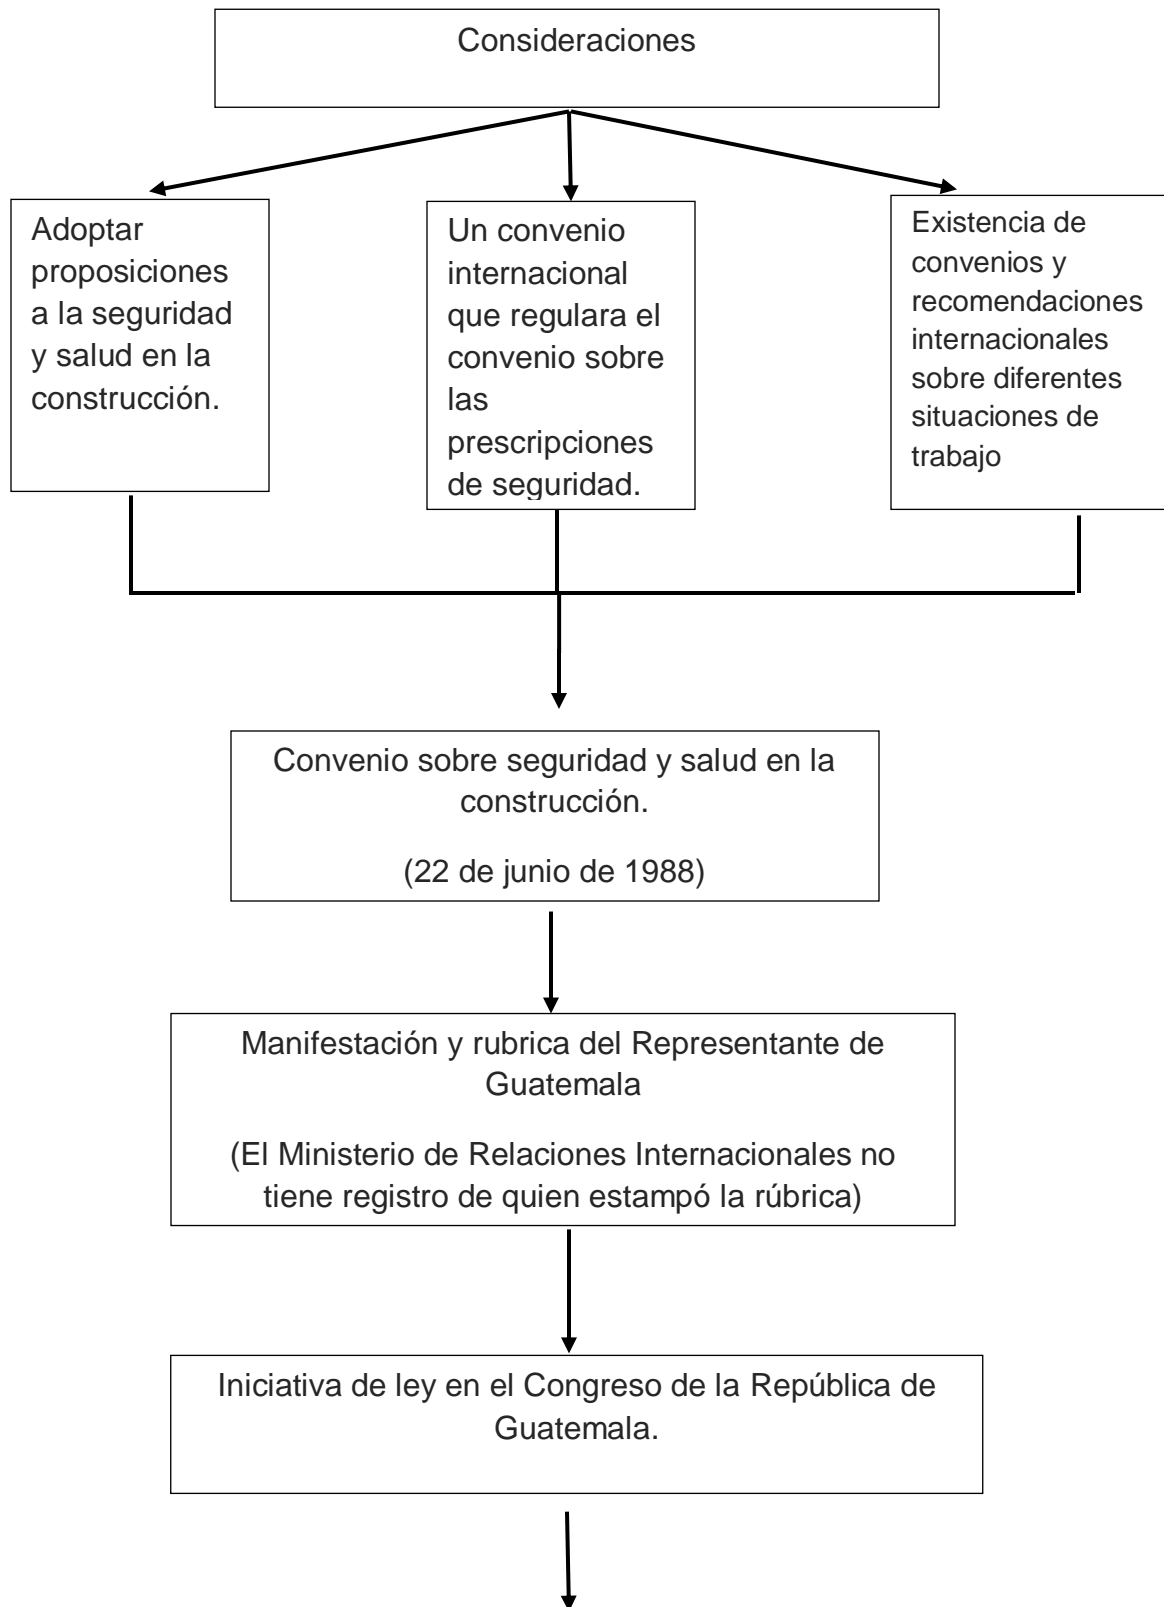 Consideraciones
Adoptar
proposiciones
a la seguridad
y salud en la
construcción.
Un convenio
internacional
que regulara el
convenio sobre
las
prescripciones
de seguridad.
Existencia de
convenios y
recomendaciones
internacionales
sobre diferentes
situaciones de
trabajo
Convenio sobre seguridad y salud en la
construcción.
(22 de junio de 1988)
Manifestación y rubrica del Representante de
Guatemala
(El Ministerio de Relaciones Internacionales no
tiene registro de quien estampó la rúbrica)
Iniciativa de ley en el Congreso de la República de
Guatemala.